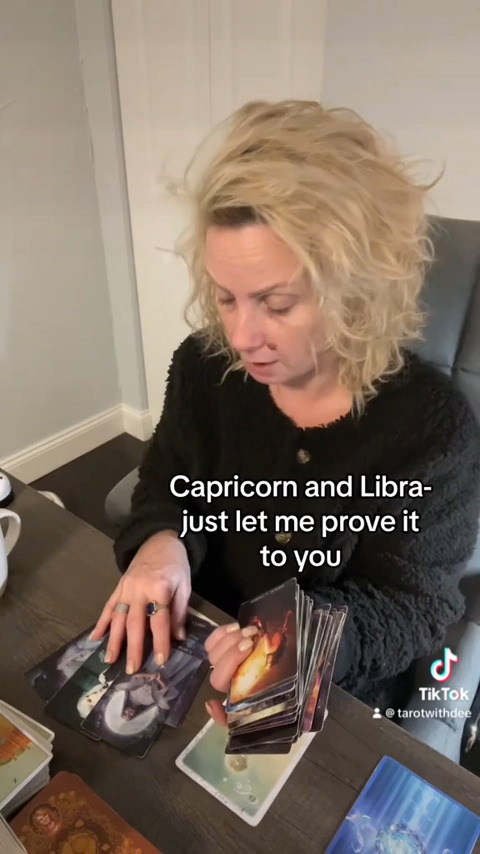 Capricorn and Libra-
just let me prove it
to you
TikTok
@ tarotwithdee